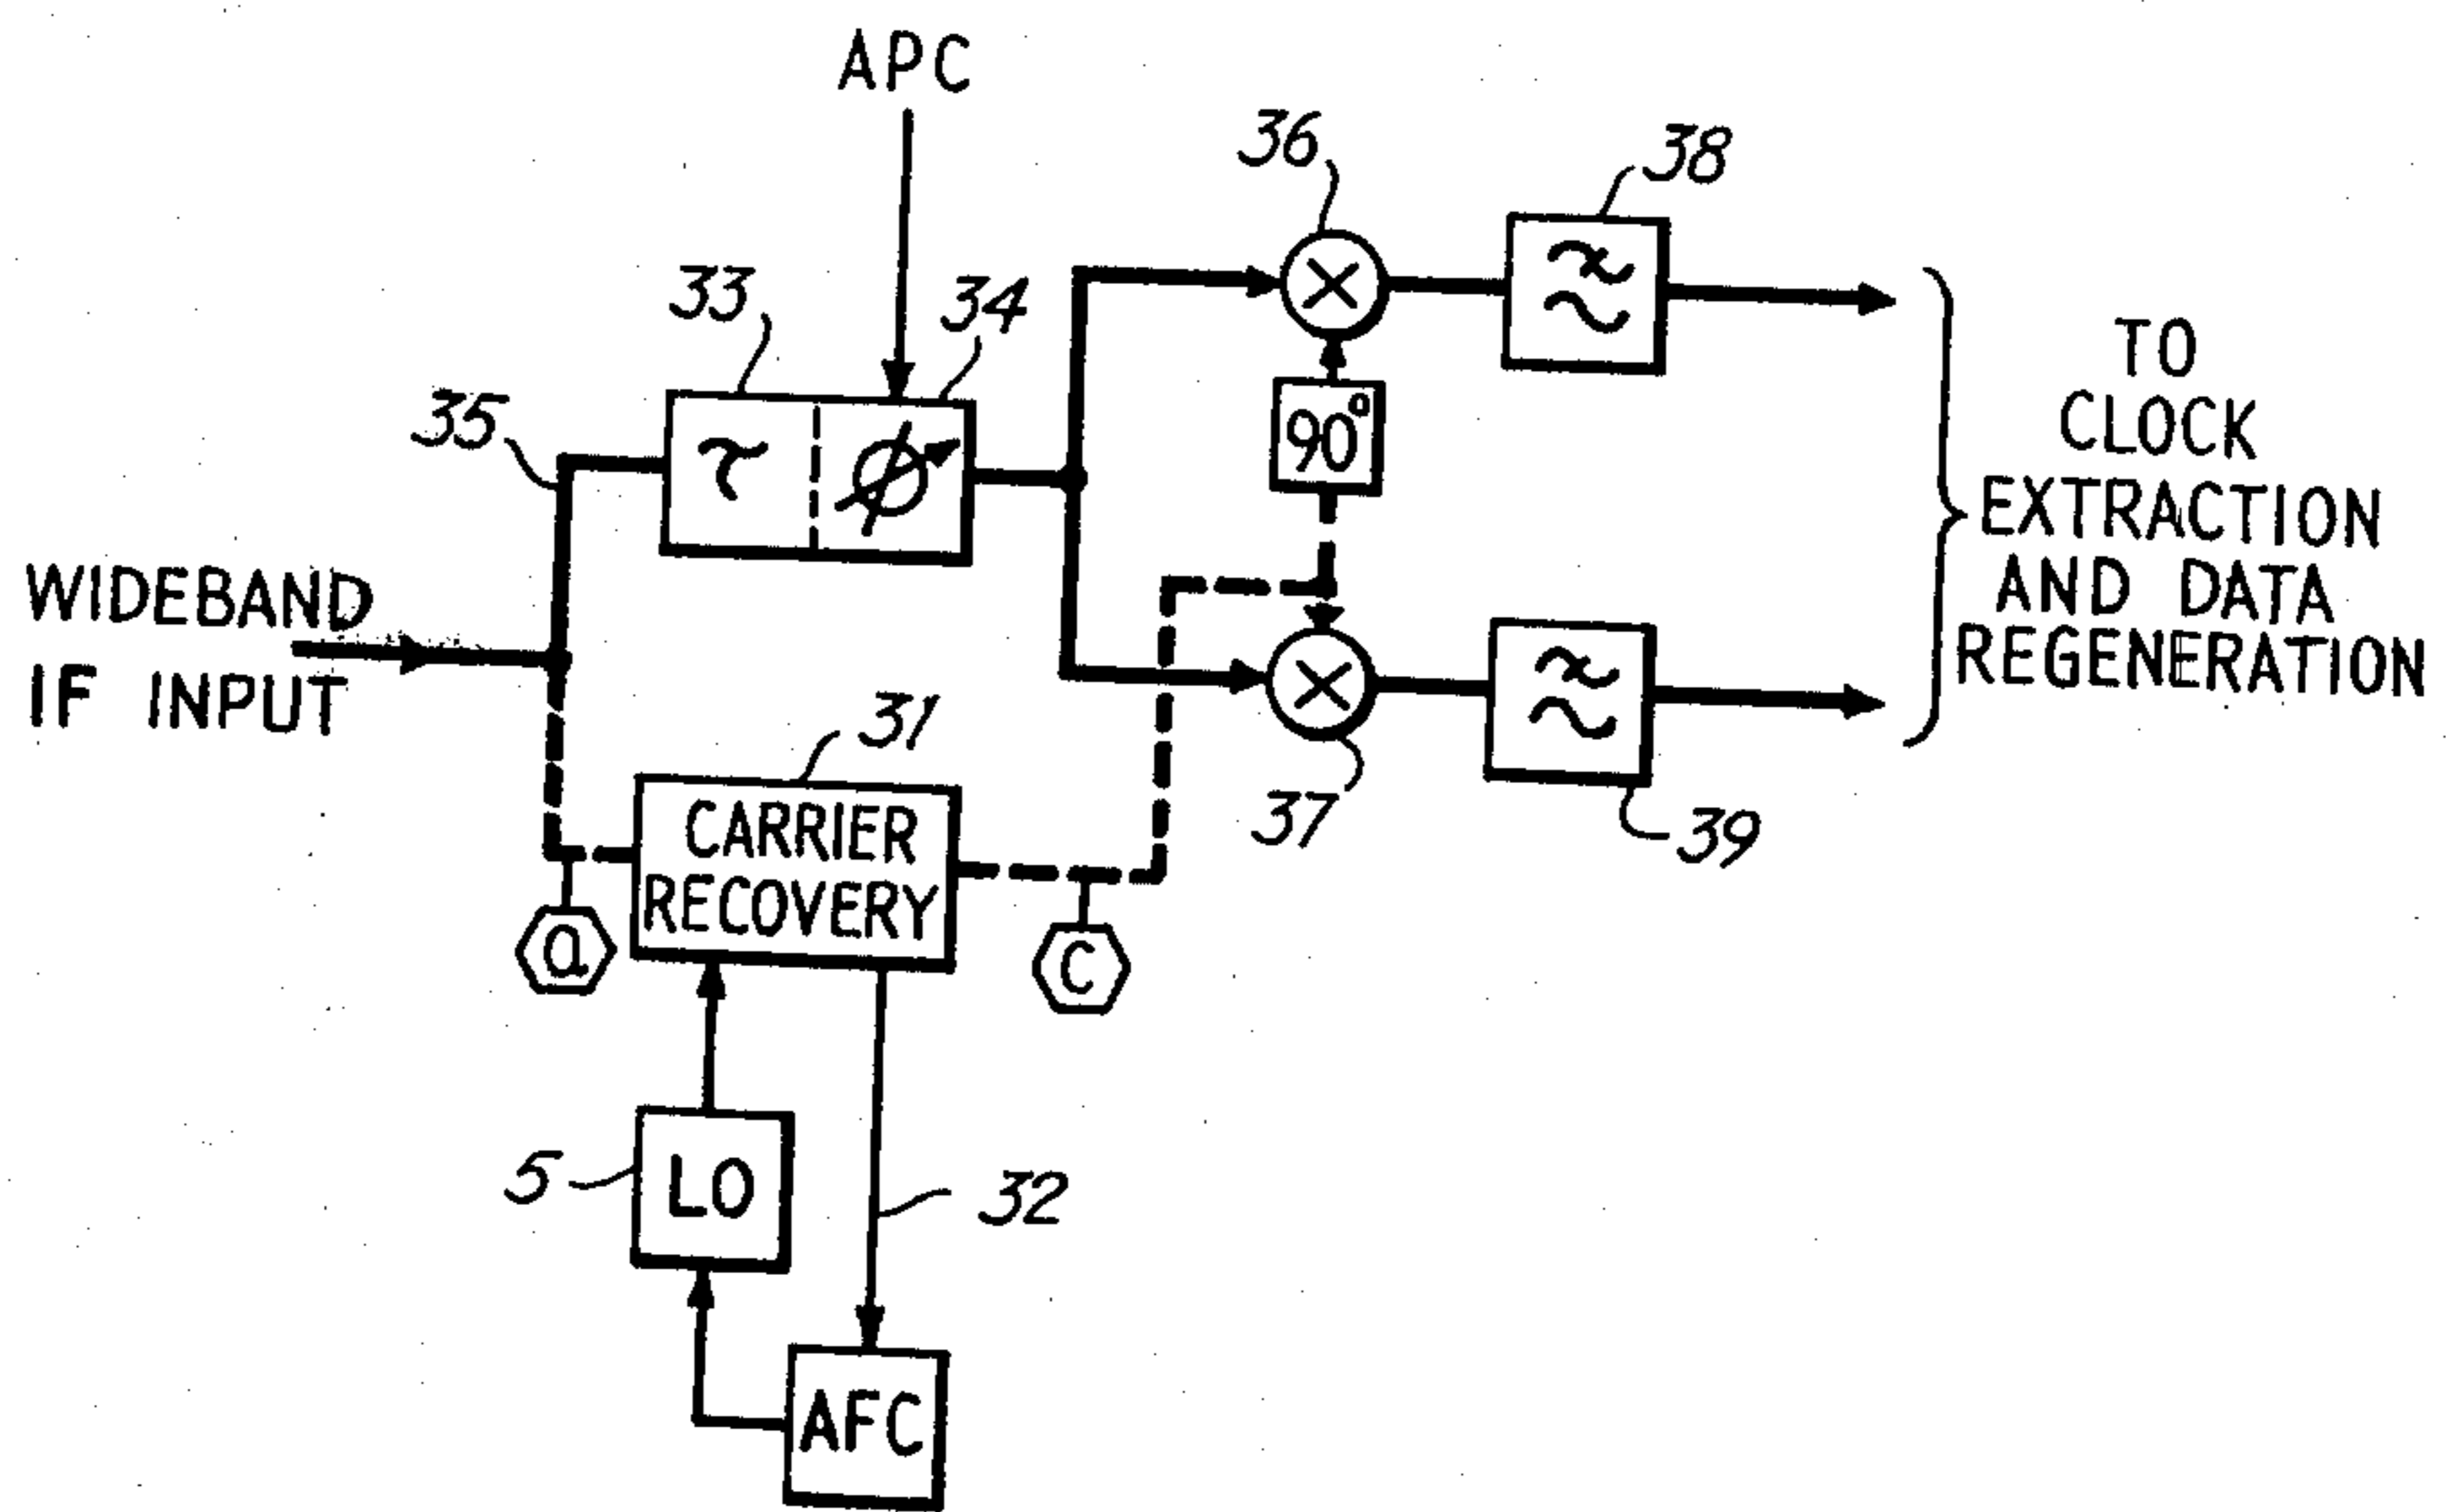 APC
36
38
33
34
35
τ
ϕ
90°
TO
CLOCK
EXTRACTION
AND DATA
REGENERATION
WIDEBAND
IF INPUT
31
37
39
CARRIER
RECOVERY
a
C
5
LO
32
AFC